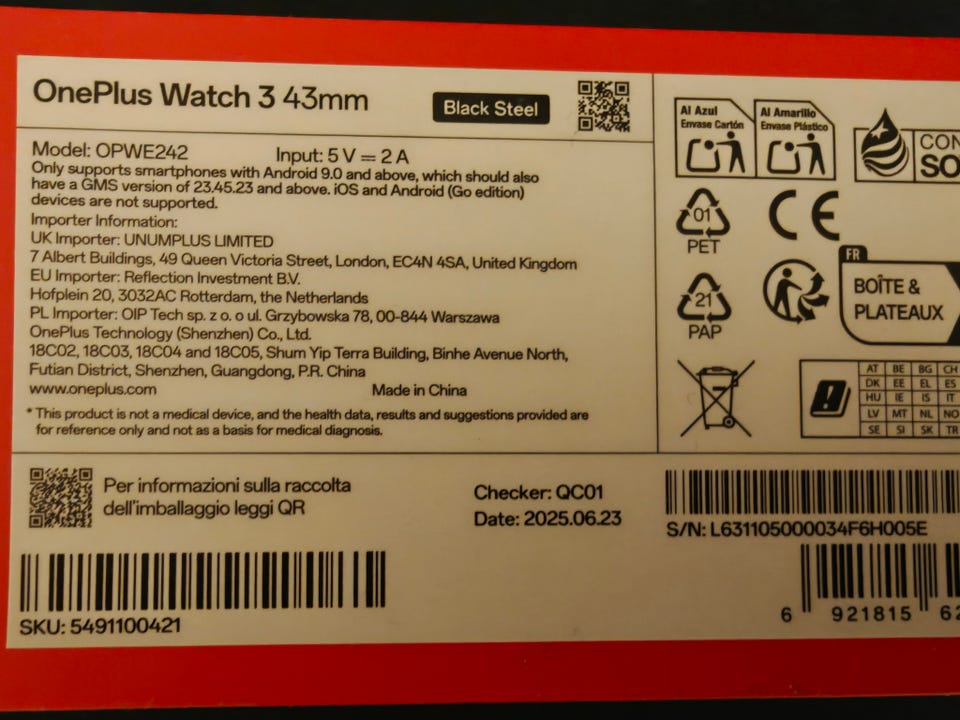 OnePlus Watch 3 43mm
Black Steel
Model: OPWE242 Input: 5 V ⎓ 2 A
Only supports smartphones with Android 9.0 and above, which should also
have a GMS version of 23.45.23 and above. iOS and Android (Go edition)
devices are not supported.
Importer Information:
UK Importer: UNUMPLUS LIMITED
7 Albert Buildings, 49 Queen Victoria Street, London, EC4N 4SA, United Kingdom
EU Importer: Reflection Investment B.V.
Hofplein 20, 3032AC Rotterdam, the Netherlands
PL Importer: OIP Tech sp. z o. o ul. Grzybowska 78, 00-844 Warszawa
OnePlus Technology (Shenzhen) Co., Ltd.
18C02, 18C03, 18C04 and 18C05, Shum Yip Terra Building, Binhe Avenue North,
Futian District, Shenzhen, Guangdong, P.R. China
www.oneplus.com Made in China
* This product is not a medical device, and the health data, results and suggestions provided are
for reference only and not as a basis for medical diagnosis.
Al Azul
Envase Cartón
Al Amarillo
Envase Plástico
CON
SO
01
PET
CE
21
PAP
FR
BOÎTE &
PLATEAUX
AT BE BG CH
DK EE EL ES
HU IE IS IT
LV MT NL NO
SE SI SK TR
Per informazioni sulla raccolta
dell'imballaggio leggi QR
Checker: QC01
Date: 2025.06.23
S/N: L631105000034F6H005E
SKU: 5491100421
6 921815 62